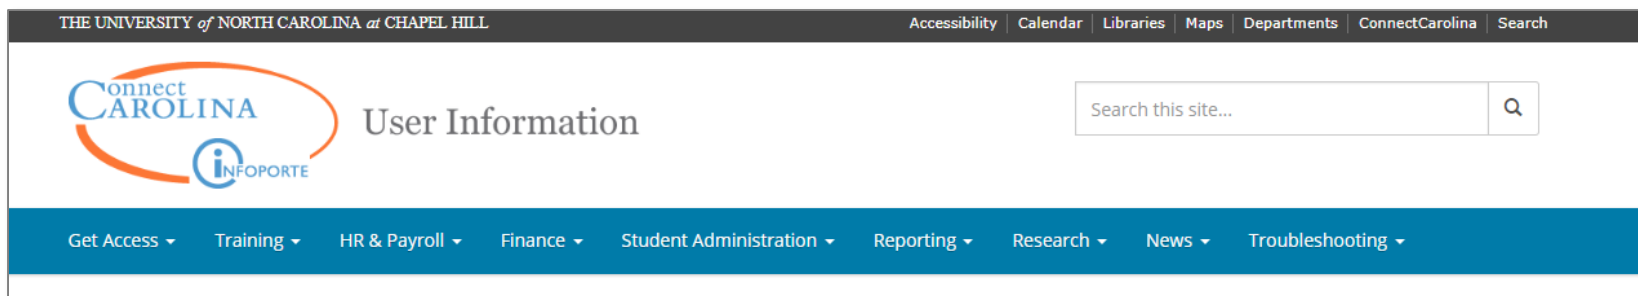 THE UNIVERSITY of NORTH CAROLINA at CHAPEL HILL
Accessibility Calendar Libraries Maps Departments ConnectCarolina Search
Connect
CAROLINA
INFOPORTE
User Information
Search this site...
Get Access Training HR & Payroll Finance Student Administration Reporting Research News Troubleshooting